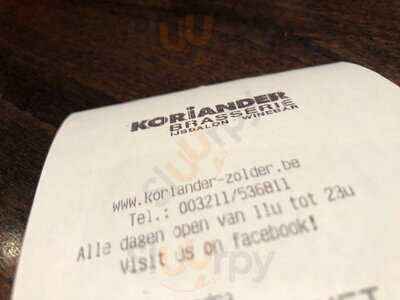 KORIANDER
BRASSERIE
IJSSALON - WINEBAR
www.koriander-zolder.be
Tel.: 003211/536811
Alle dagen open van 11u tot 23u
Visit us on facebook!